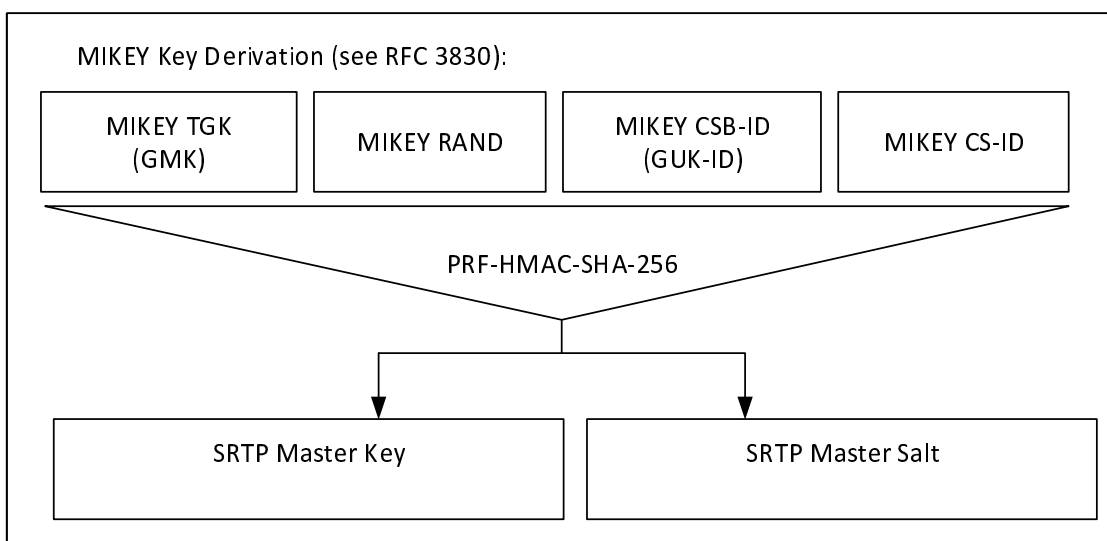 MIKEY Key Derivation (see RFC 3830):
MIKEY TGK
(GMK)
MIKEY RAND
MIKEY CSB-ID
(GUK-ID)
MIKEY CS-ID
PRF-HMAC-SHA-256
SRTP Master Key
SRTP Master Salt